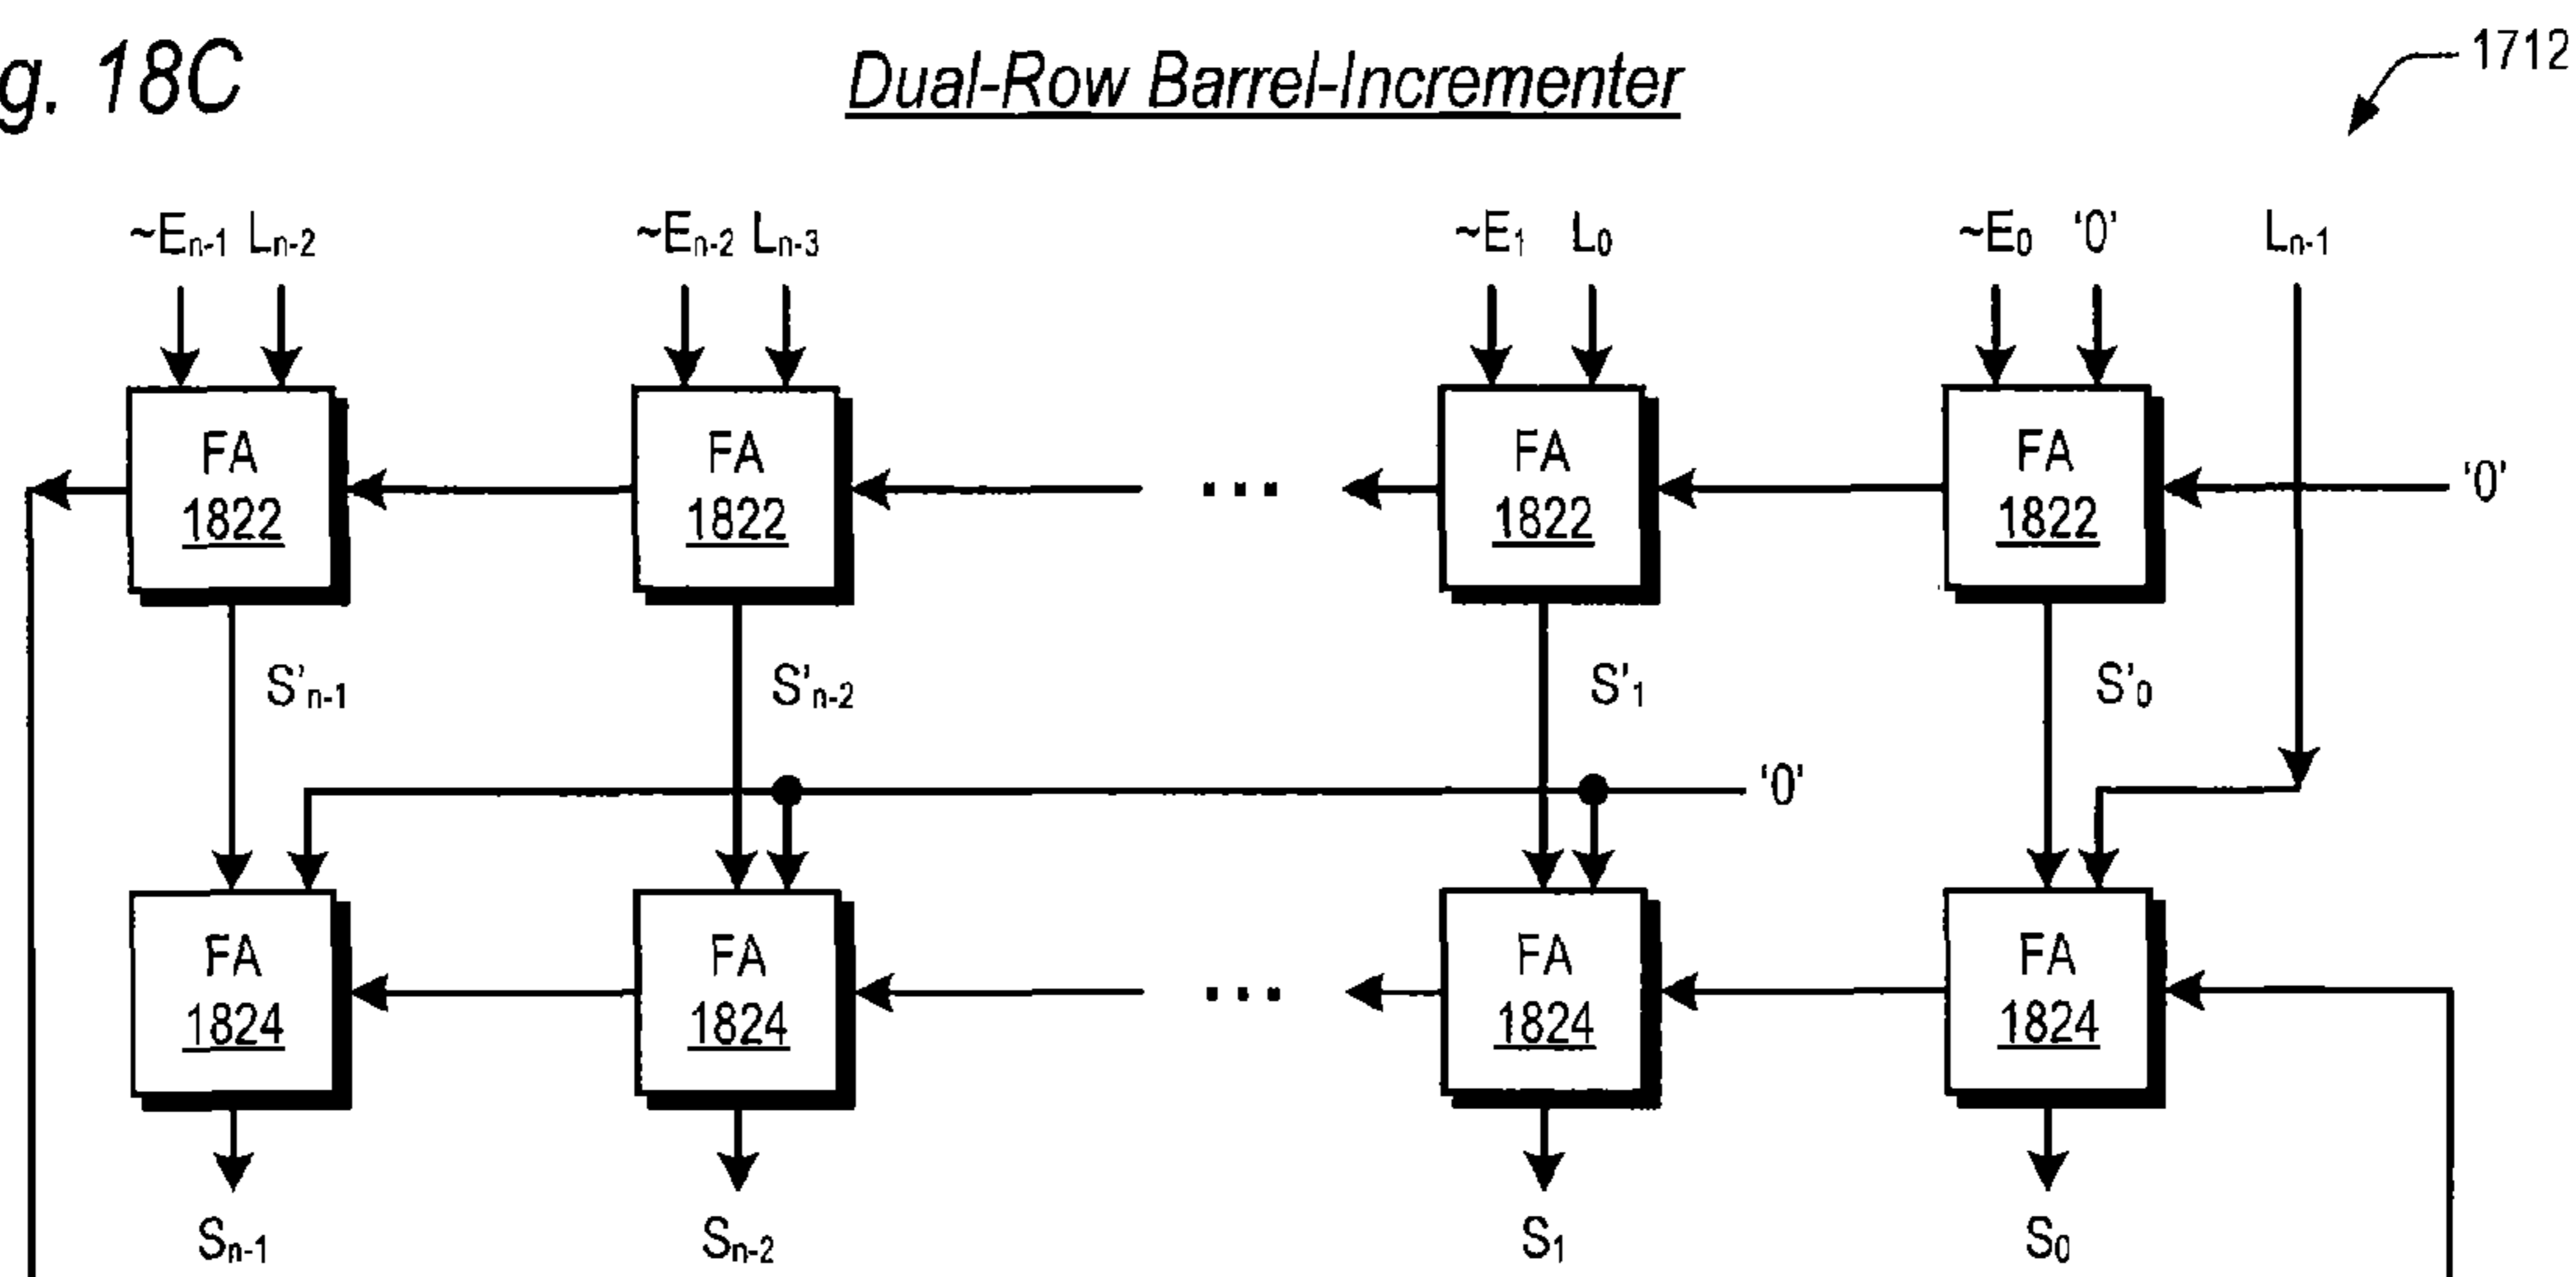 g. 18C
Dual-Row Barrel-Incrementer
1712
~Eₙ₋₁ Lₙ₋₂ ~Eₙ₋₂ Lₙ₋₃ ~E₁ L₀ ~E₀ ‘0’ Lₙ₋₁
FA FA ... FA FA ‘0’
1822 1822 1822 1822
S’ₙ₋₁ S’ₙ₋₂ S’₁ S’₀
‘0’
FA FA ... FA FA
1824 1824 1824 1824
Sₙ₋₁ Sₙ₋₂ S₁ S₀